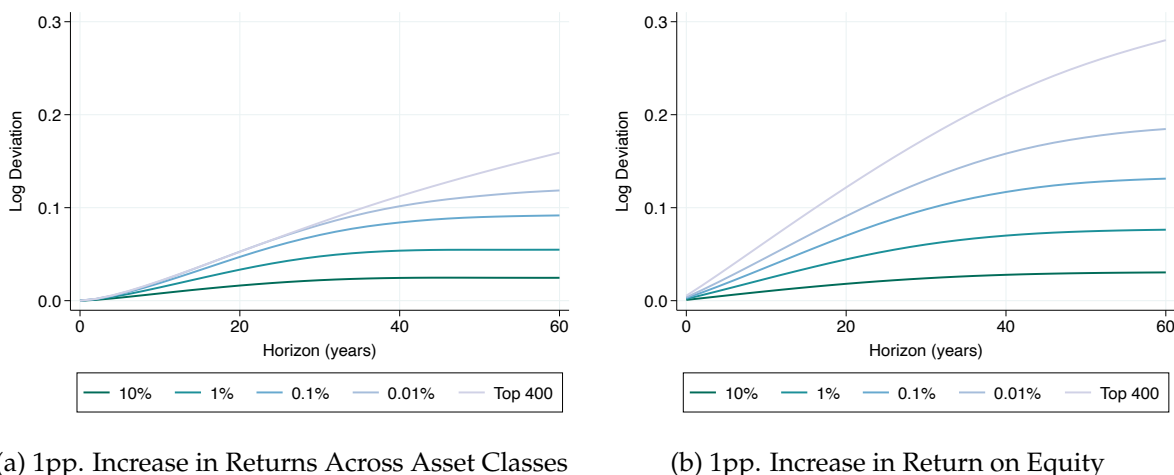 0.3
0.2
0.1
0.0
Log Deviation
0 20 40 60
Horizon (years)
10% 1% 0.1% 0.01% Top 400
(a) 1pp. Increase in Returns Across Asset Classes
0.3
0.2
0.1
0.0
Log Deviation
0 20 40 60
Horizon (years)
10% 1% 0.1% 0.01% Top 400
(b) 1pp. Increase in Return on Equity